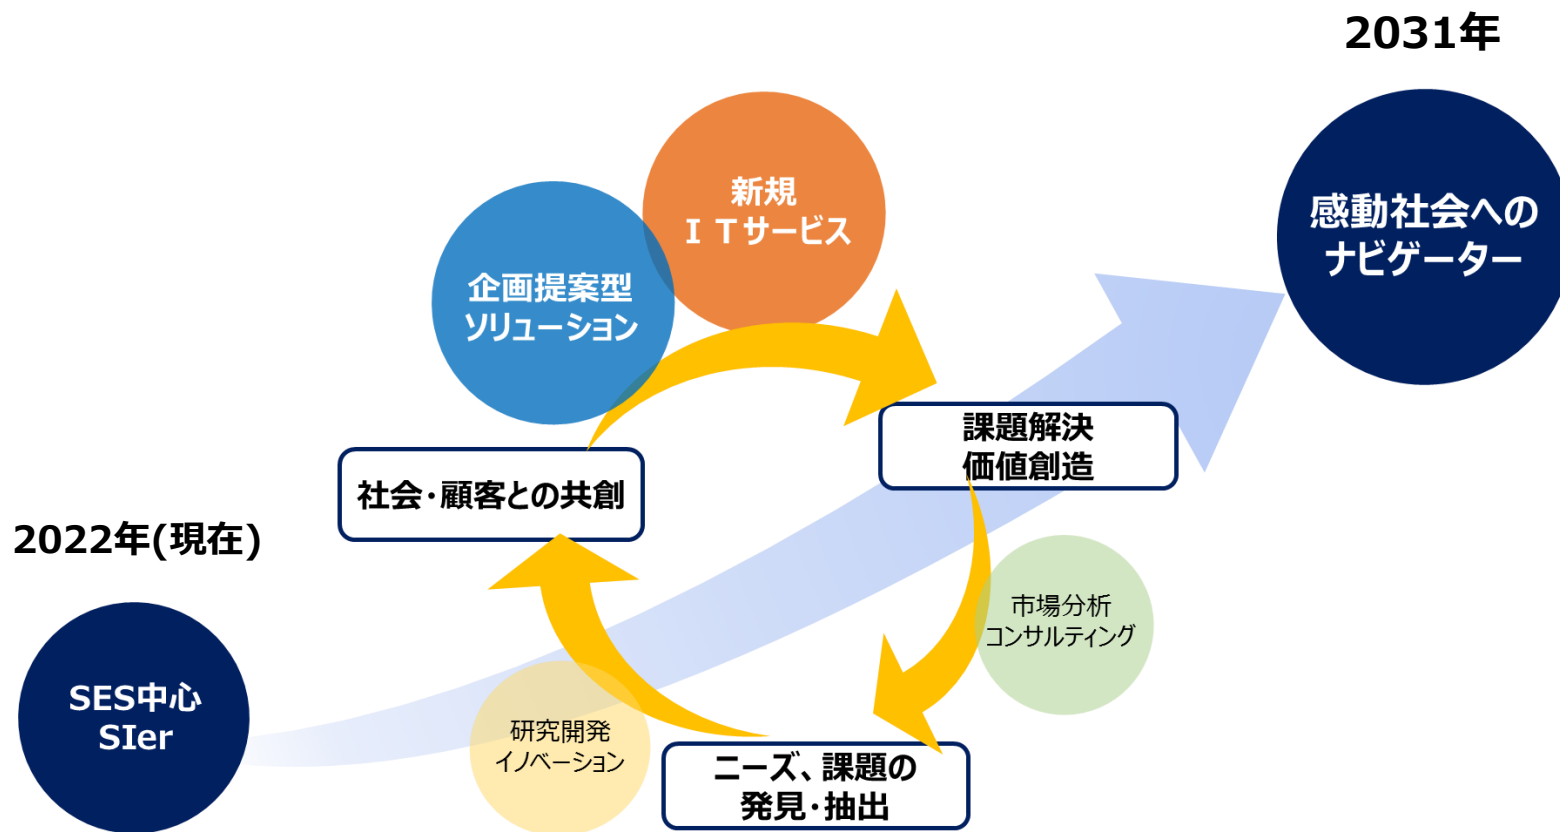 2031年
感動社会への
ナビゲーター
新規
ＩＴサービス
企画提案型
ソリューション
課題解決
価値創造
社会・顧客との共創
2022年(現在)
SES中心
SIer
市場分析
コンサルティング
研究開発
イノベーション
ニーズ、課題の
発見・抽出